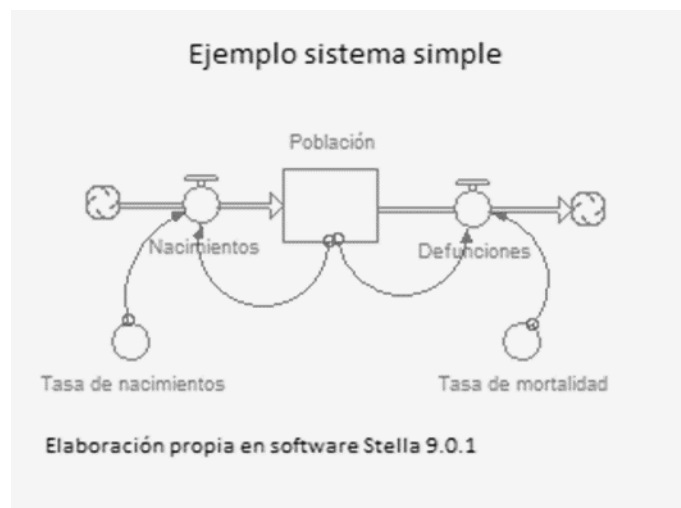 Ejemplo sistema simple
Población
Nacimientos
Defunciones
Tasa de nacimientos
Tasa de mortalidad
Elaboración propia en software Stella 9.0.1